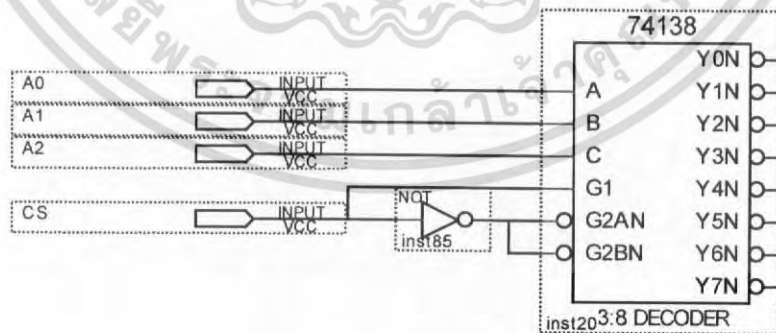 74138
A0
INPUT
VCC
A
Y0N
Y1N
A1
INPUT
VCC
B
Y2N
A2
INPUT
VCC
C
Y3N
G1
Y4N
CS
INPUT
VCC
NOT
inst85
G2AN
Y5N
G2BN
Y6N
Y7N
inst20
3:8 DECODER